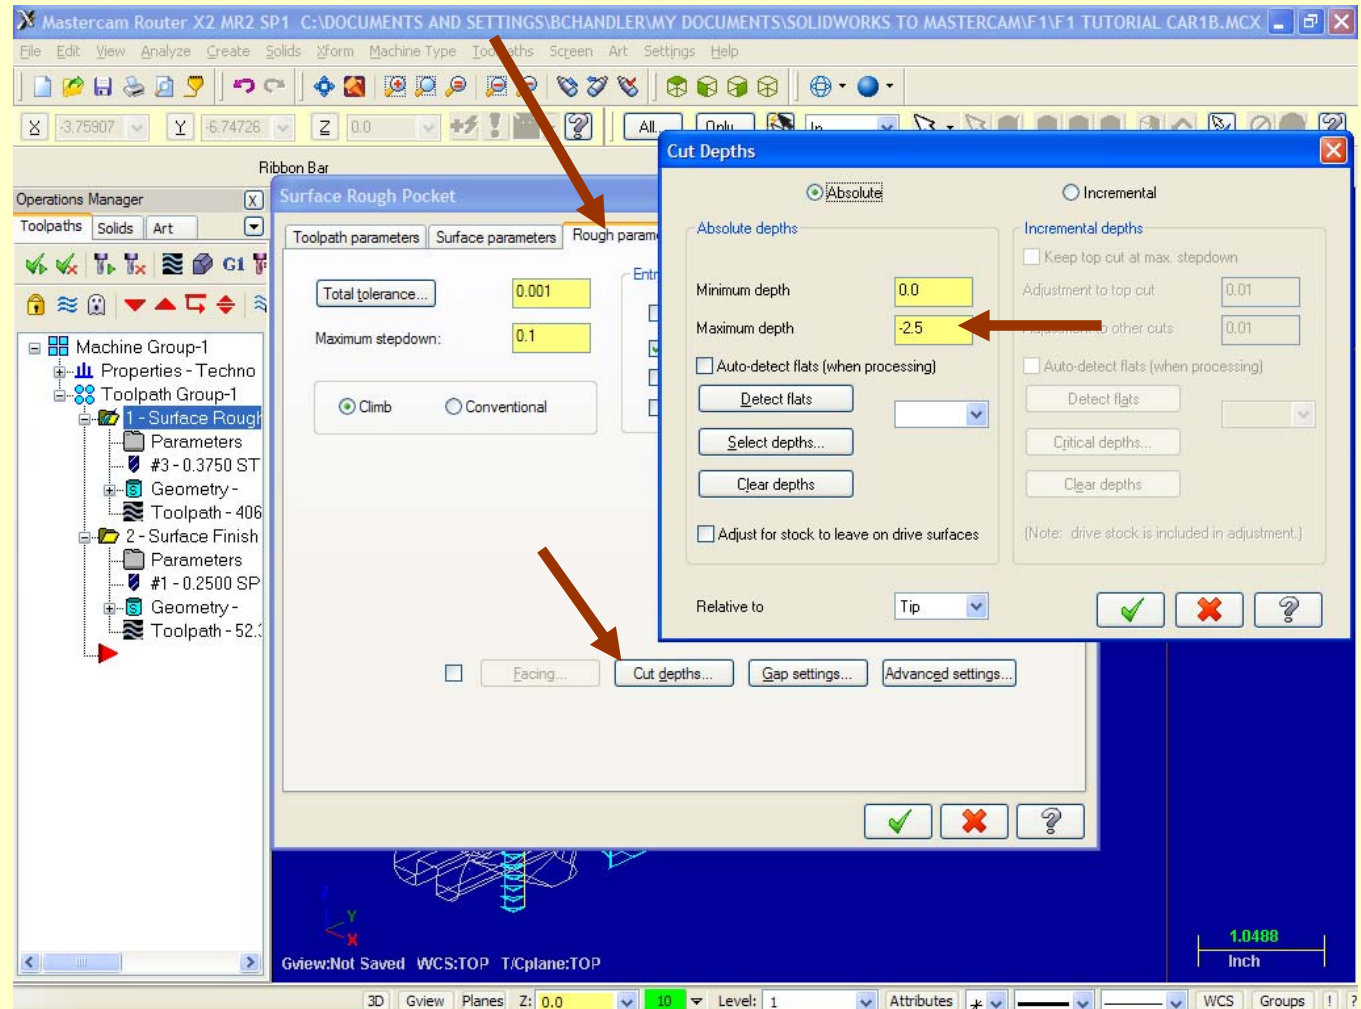 Mastercam Router X2 MR2 SP1 C:\DOCUMENTS AND SETTINGS\BCHANDLER\MY DOCUMENTS\SOLIDWORKS TO MASTERCAM\F1\F1 TUTORIAL CAR1B.MCX
File Edit View Analyze Create Solids Xform Machine Type Screen Art Settings Help
X -3.75907 Y -6.74726 Z 0.0 All... Only... In
Ribbon Bar
Operations Manager
Toolpaths Solids Art
G1
Machine Group-1
Properties - Techno
Toolpath Group-1
1 - Surface Rough
Parameters
#3 - 0.3750 ST
Geometry -
Toolpath - 406
2 - Surface Finish
Parameters
#1 - 0.2500 SP
Geometry -
Toolpath - 52.
Surface Rough Pocket
Toolpath parameters Surface parameters Rough parame
Total tolerance... 0.001
Maximum stepdown: 0.1
Climb Conventional
Entr
Facing... Cut depths... Gap settings... Advanced settings...
Cut Depths
Absolute Incremental
Absolute depths
Minimum depth 0.0
Maximum depth -2.5
Auto-detect flats (when processing)
Detect flats
Select depths...
Clear depths
Adjust for stock to leave on drive surfaces
Relative to Tip
Incremental depths
Keep top cut at max. stepdown
Adjustment to top cut 0.01
to other cuts 0.01
Auto-detect flats (when processing)
Detect flats
Critical depths...
Clear depths
(Note: drive stock is included in adjustment.)
Y
X
Gview:Not Saved WCS:TOP T/Cplane:TOP
1.0488
Inch
3D Gview Planes Z: 0.0 10 Level: 1 Attributes WCS Groups ! ?